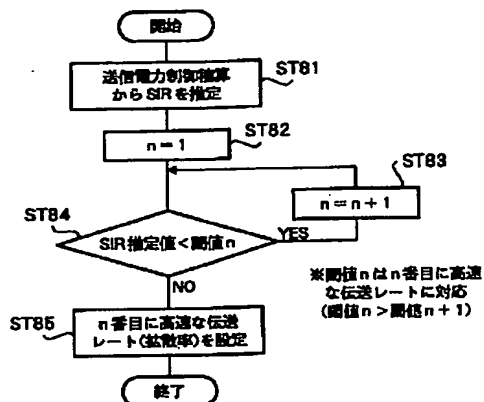 開始
送信電力制御積算
からSIRを推定
ST81
n=1
ST82
ST83
n=n+1
ST84
SIR推定値<閾値n
YES
NO
※閾値nはn番目に高速
な伝送レートに対応
(閾値n>閾値n+1)
ST85
n番目に高速な伝送
レート(拡散率)を設定
終了